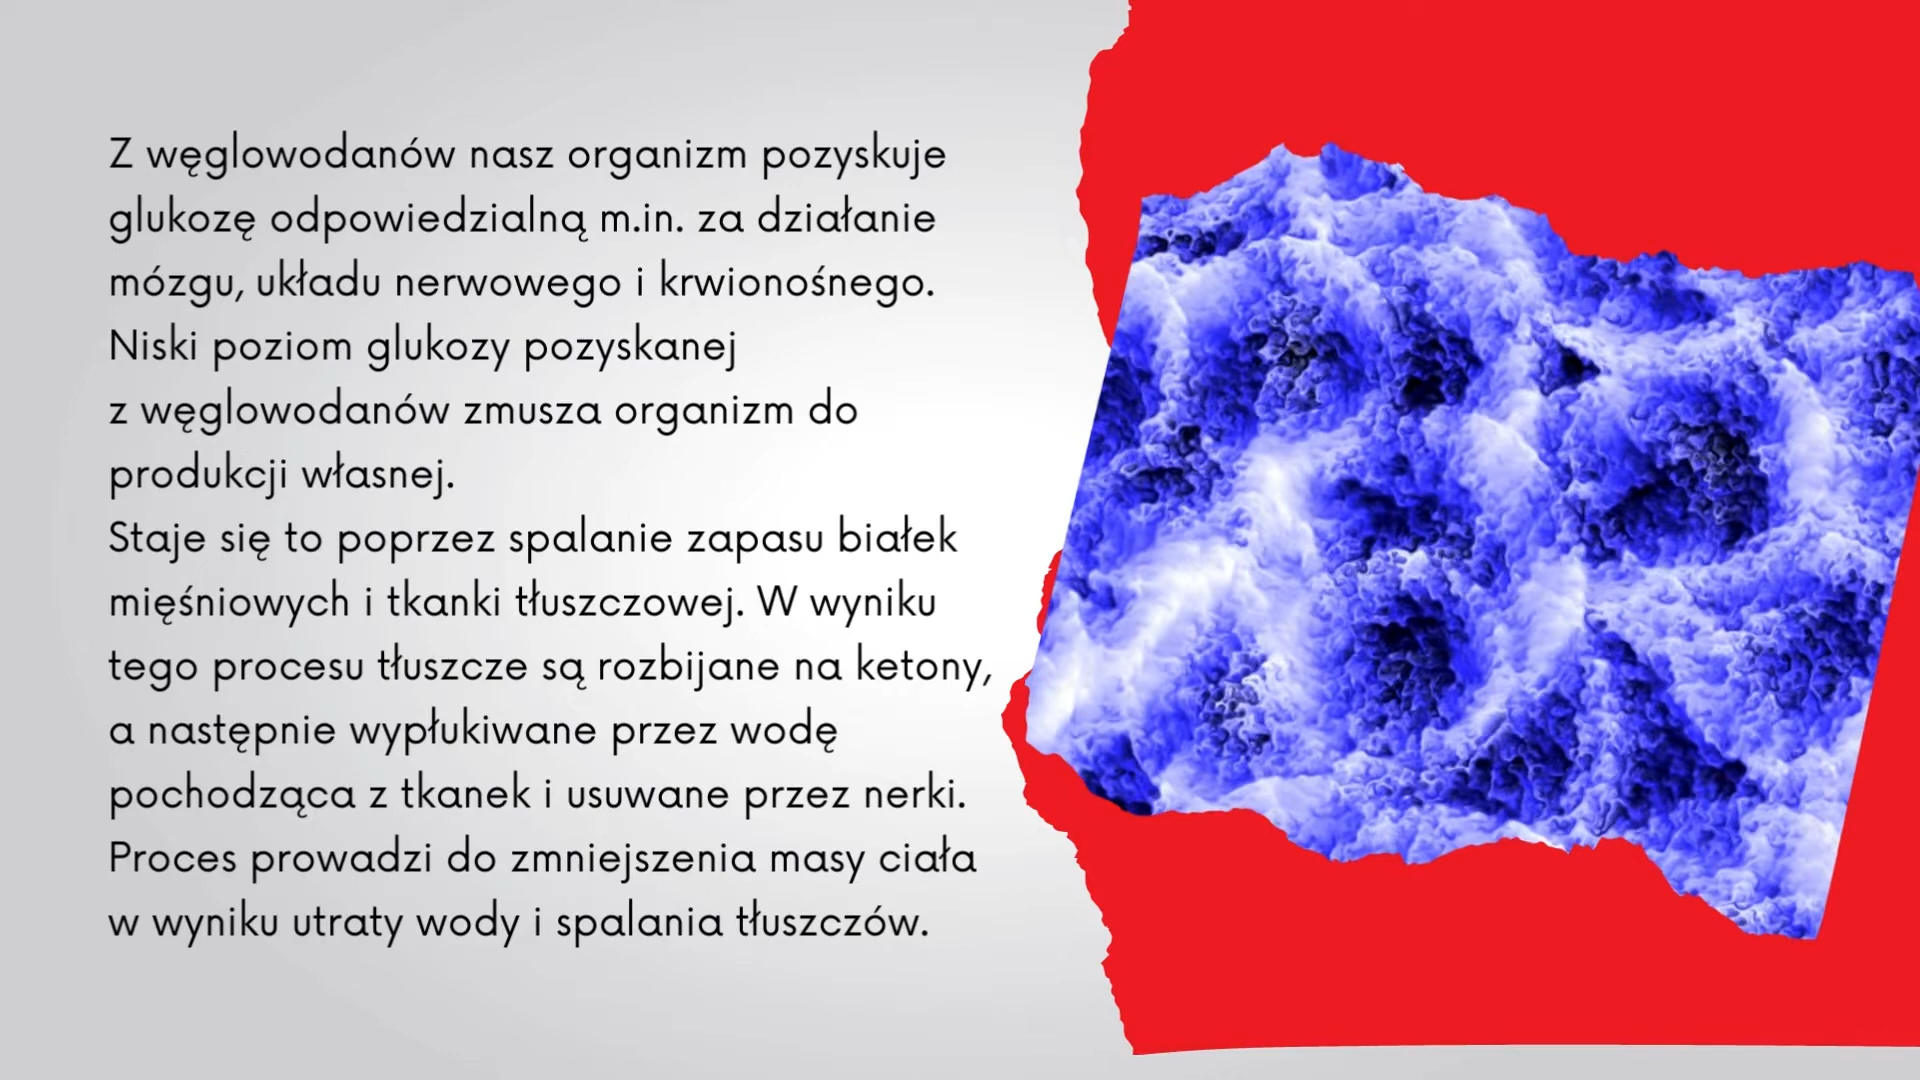 Z węglowodanów nasz organizm pozyskuje
glukozę odpowiedzialną m.in. za działanie
mózgu, układu nerwowego i krwionośnego.
Niski poziom glukozy pozyskanej
z węglowodanów zmusza organizm do
produkcji własnej.
Staje się to poprzez spalanie zapasu białek
mięśniowych i tkanki tłuszczowej. W wyniku
tego procesu tłuszcze są rozbijane na ketony,
a następnie wypłukiwane przez wodę
pochodząca z tkanek i usuwane przez nerki.
Proces prowadzi do zmniejszenia masy ciała
w wyniku utraty wody i spalania tłuszczów.